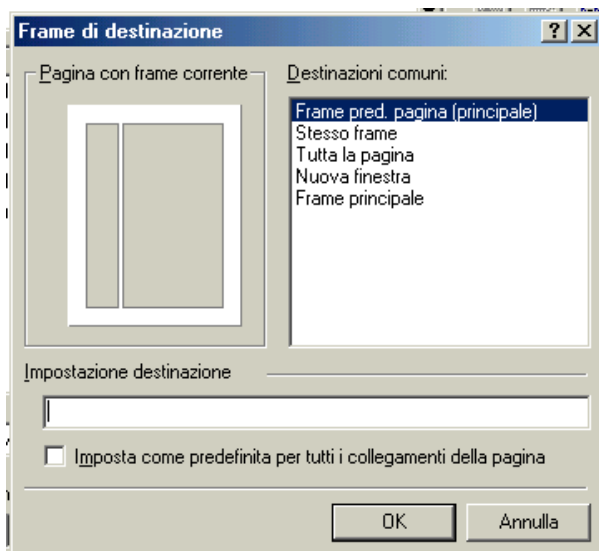 Frame di destinazione
Pagina con frame corrente
Destinazioni comuni:
Frame pred. pagina (principale)
Stesso frame
Tutta la pagina
Nuova finestra
Frame principale
Impostazione destinazione
Imposta come predefinita per tutti i collegamenti della pagina
OK
Annulla